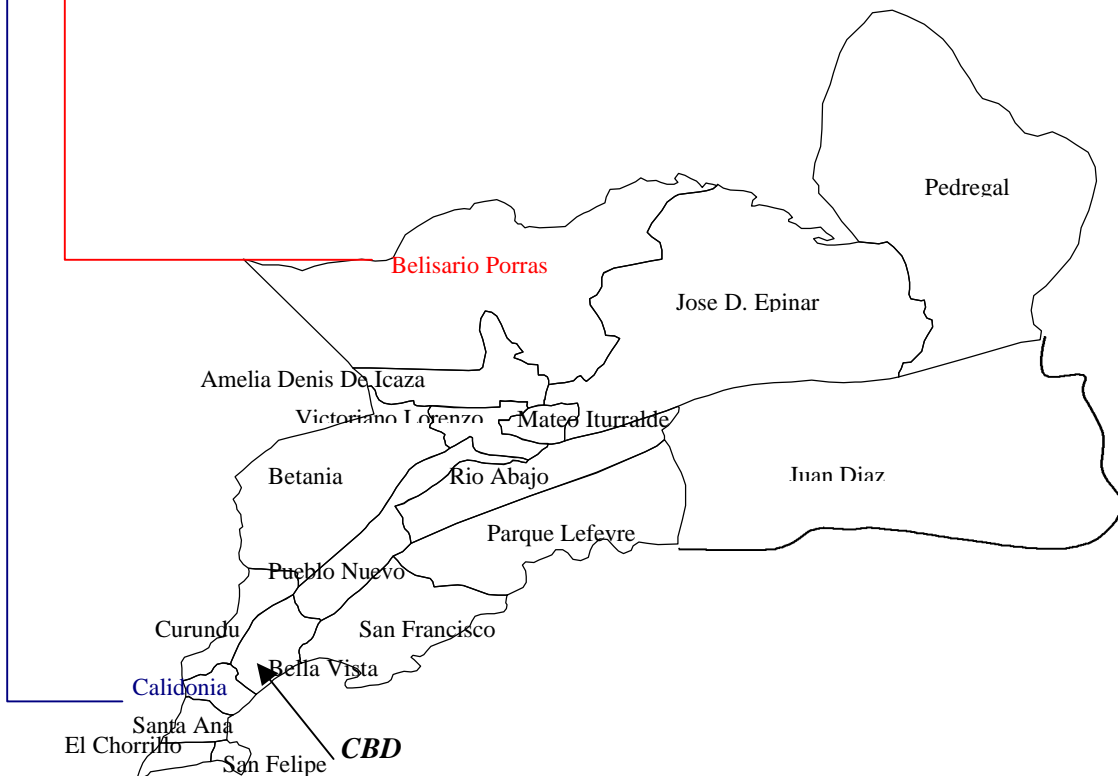 Pedregal
Belisario Porras
Jose D. Epinar
Amelia Denis De Icaza
Victoriano Lorenzo
Mateo Iturralde
Betania
Rio Abajo
Juan Diaz
Parque Lefevre
Pueblo Nuevo
Curundu
San Francisco
Bella Vista
Calidonia
Santa Ana
El Chorrillo
CBD
San Felipe